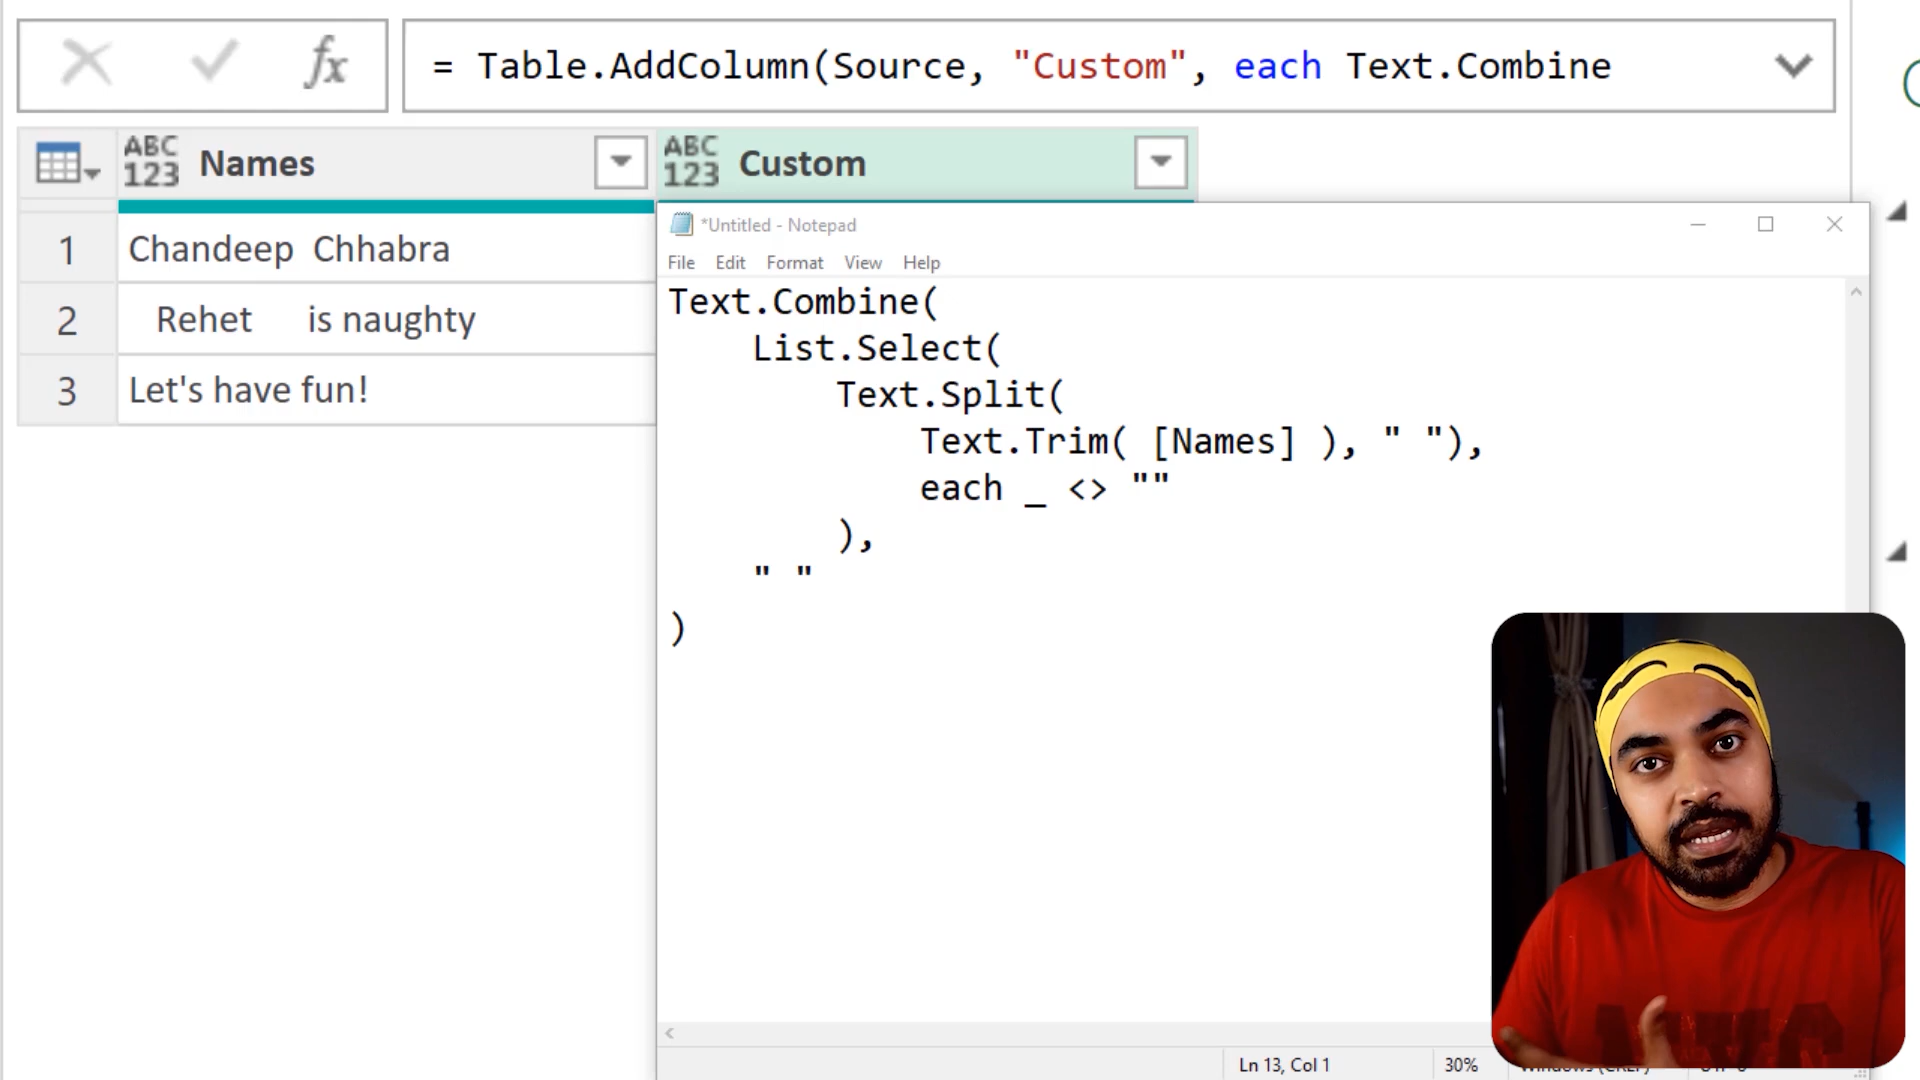 fx
= Table.AddColumn(Source, "Custom", each Text.Combine
ABC
123
Names
ABC
123
Custom
1
Chandeep  Chhabra
2
Rehet      is naughty
3
Let's have fun!
*Untitled - Notepad
File Edit Format View Help
Text.Combine(
    List.Select(
        Text.Split(
            Text.Trim( [Names] ), " "),
            each _ <> ""
        ),
    " "
)
Ln 13, Col 1
30%